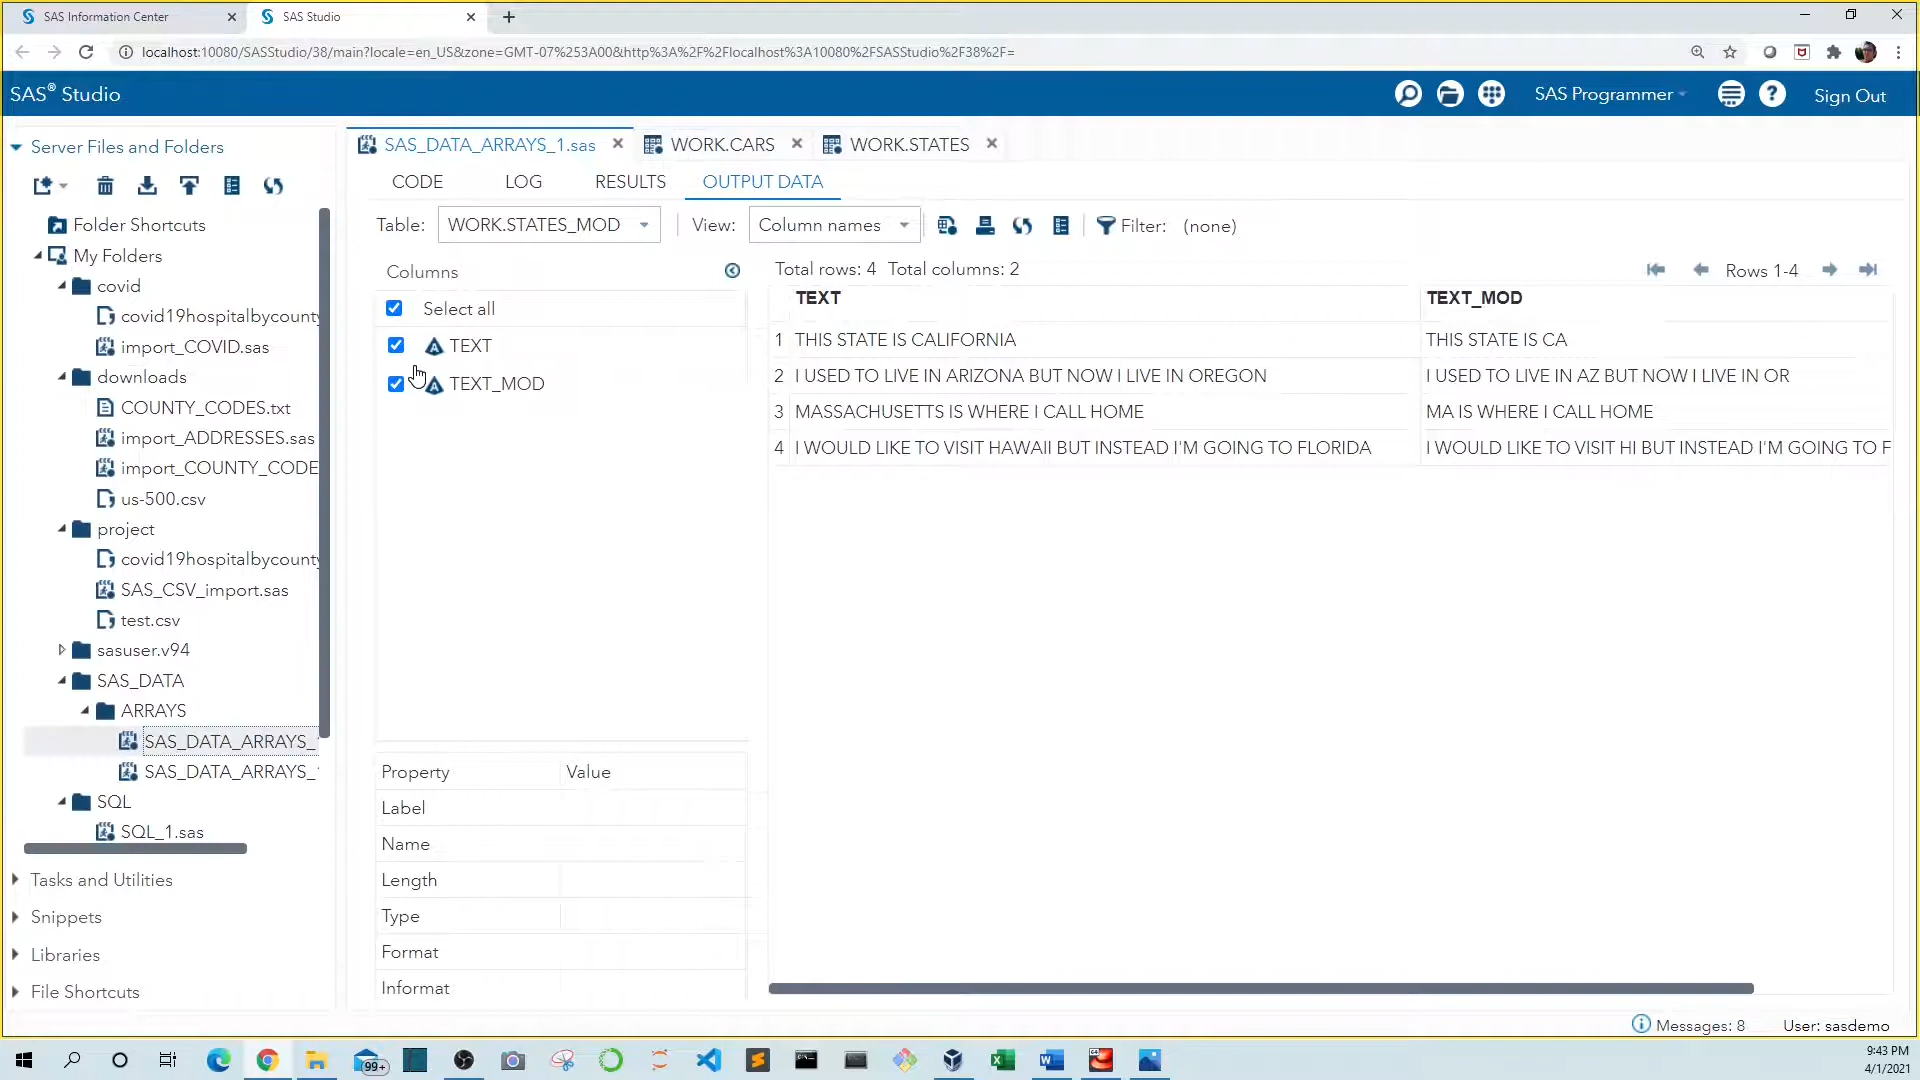 SAS Information Center
SAS Studio
localhost:10080/SASStudio/38/main?locale=en_US&zone=GMT-07%253A00&http%3A%2F%2Flocalhost%3A10080%2FSASStudio%2F38%2F=
SAS® Studio
SAS Programmer
Sign Out
Server Files and Folders
Folder Shortcuts
My Folders
covid
covid19hospitalbycounty
import_COVID.sas
downloads
COUNTY_CODES.txt
import_ADDRESSES.sas
import_COUNTY_CODE
us-500.csv
project
covid19hospitalbycounty
SAS_CSV_import.sas
test.csv
sasuser.v94
SAS_DATA
ARRAYS
SAS_DATA_ARRAYS_
SAS_DATA_ARRAYS_
SQL
SQL_1.sas
Tasks and Utilities
Snippets
Libraries
File Shortcuts
SAS_DATA_ARRAYS_1.sas WORK.CARS WORK.STATES
CODE LOG RESULTS OUTPUT DATA
Table: WORK.STATES_MOD View: Column names Filter: (none)
Columns
Select all
TEXT
TEXT_MOD
Property Value
Label
Name
Length
Type
Format
Informat
Total rows: 4 Total columns: 2 Rows 1-4
TEXT TEXT_MOD
1 THIS STATE IS CALIFORNIA THIS STATE IS CA
2 I USED TO LIVE IN ARIZONA BUT NOW I LIVE IN OREGON I USED TO LIVE IN AZ BUT NOW I LIVE IN OR
3 MASSACHUSETTS IS WHERE I CALL HOME MA IS WHERE I CALL HOME
4 I WOULD LIKE TO VISIT HAWAII BUT INSTEAD I'M GOING TO FLORIDA I WOULD LIKE TO VISIT HI BUT INSTEAD I'M GOING TO F
Messages: 8 User: sasdemo
99+
9:43 PM
4/1/2021